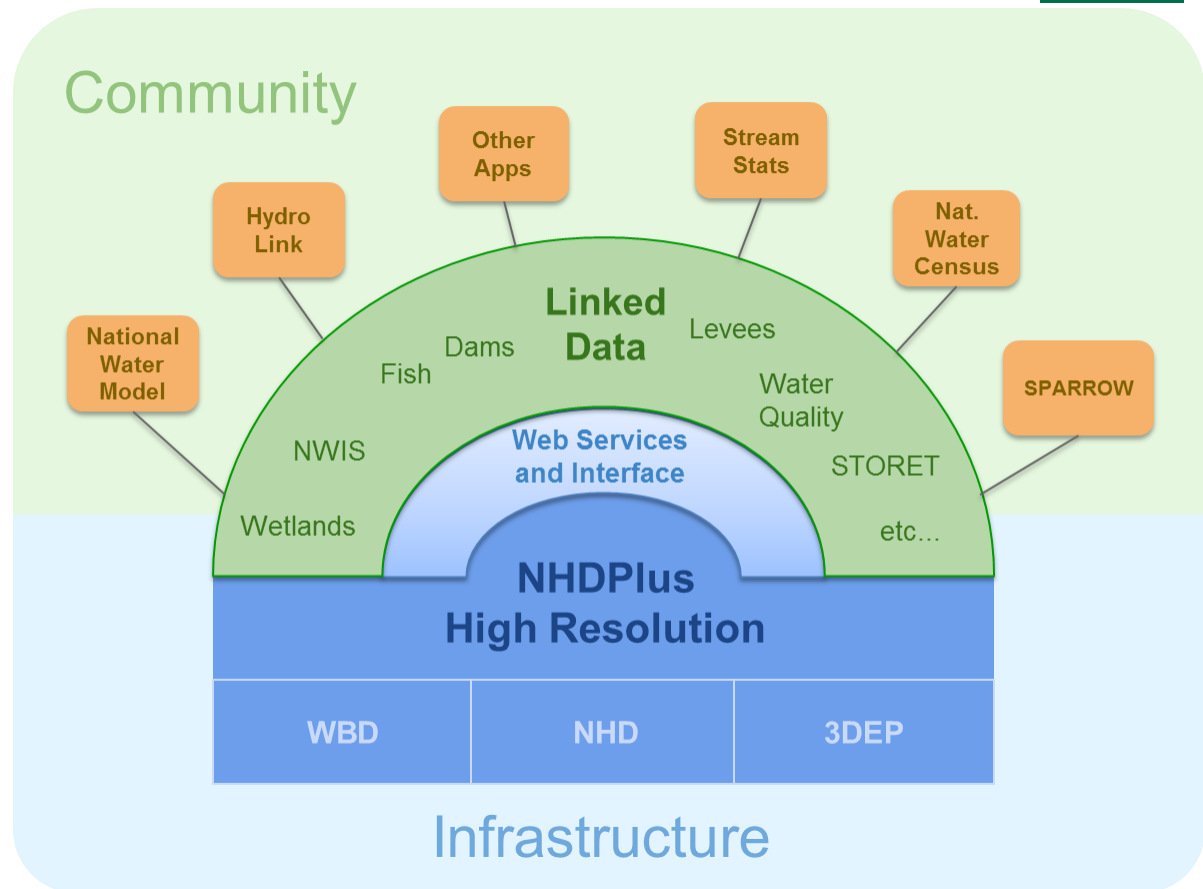 Community
Other
Apps
Stream
Stats
Hydro
Link
Nat.
Water
Census
National
Water
Model
SPARROW
Linked
Data
Levees
Dams
Fish
Water
Quality
NWIS
STORET
Wetlands
etc...
Web Services
and Interface
NHDPlus
High Resolution
WBD
NHD
3DEP
Infrastructure